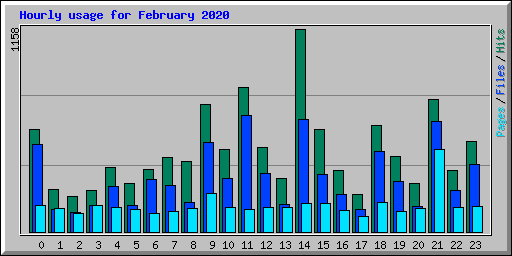 Hourly usage for February 2020
1158
Pages/Files/Hits
0 1 2 3 4 5 6 7 8 9 10 11 12 13 14 15 16 17 18 19 20 21 22 23